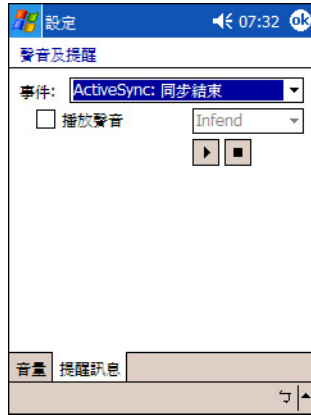 設定 07:32 ok
聲音及提醒
事件: ActiveSync: 同步結束
播放聲音 Infend
音量 提醒訊息
ㄅ